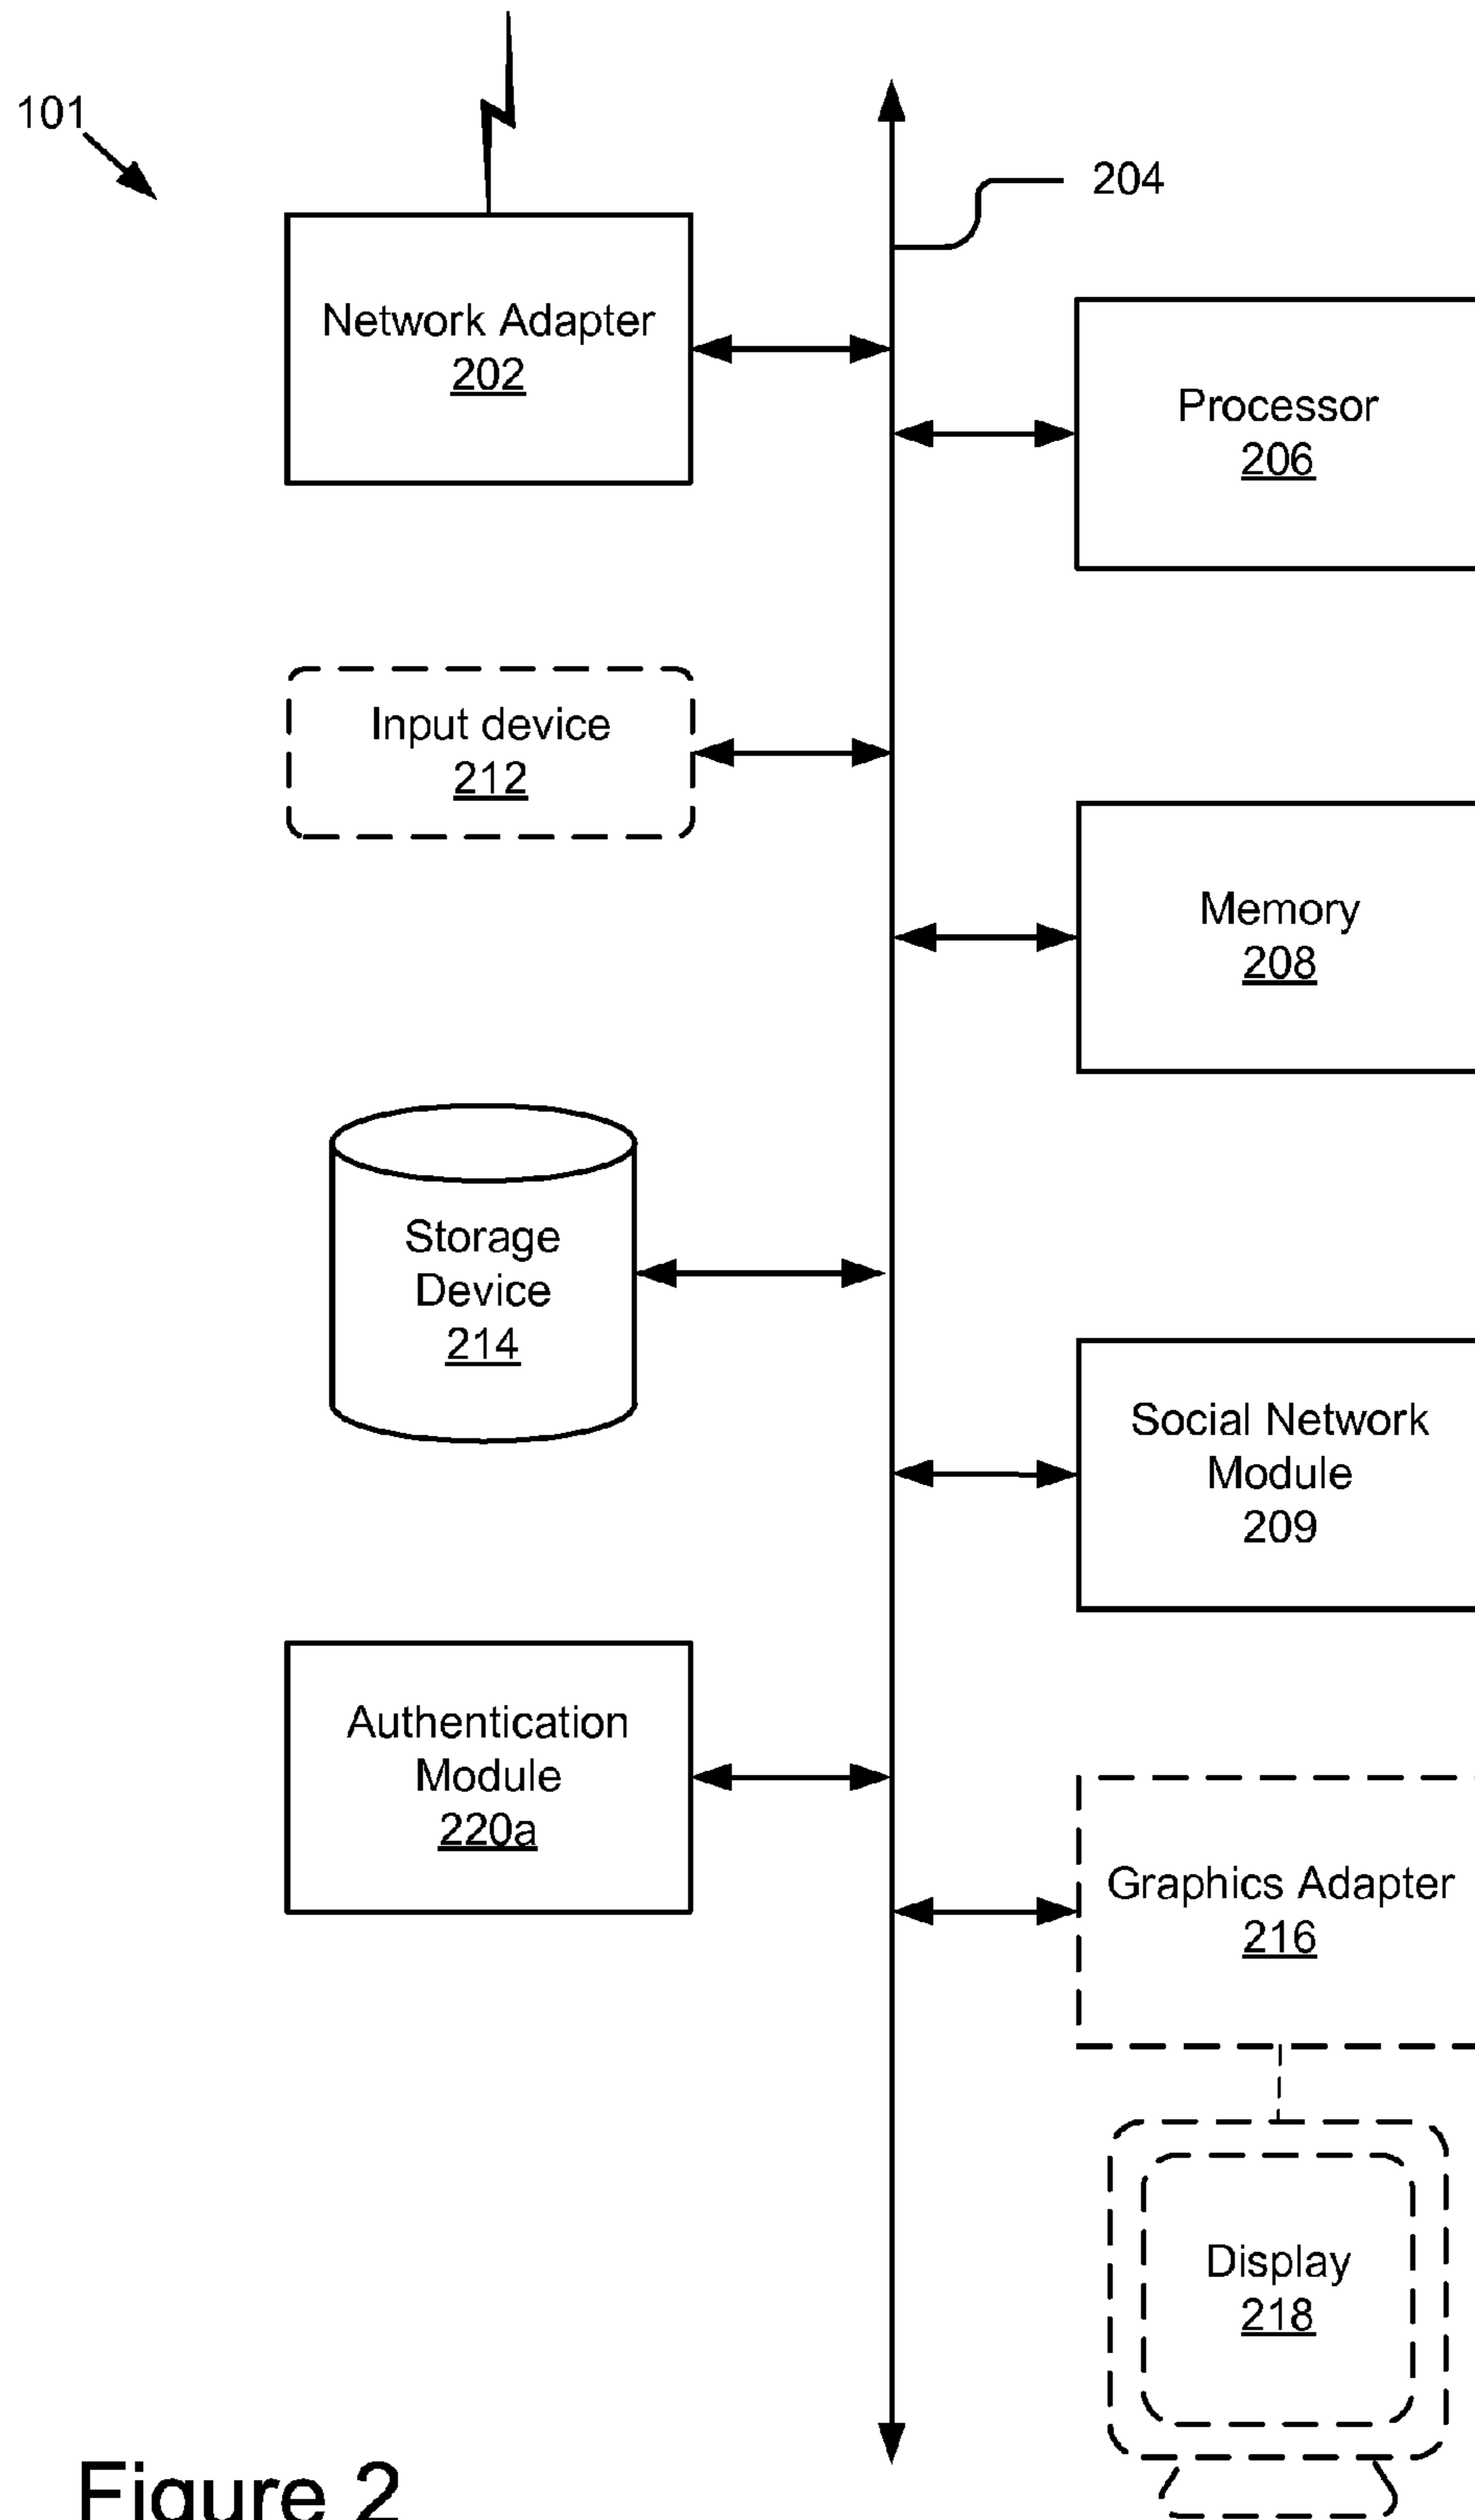 101
204
Network Adapter
202
Processor
206
Input device
212
Memory
208
Storage
Device
214
Social Network
Module
209
Authentication
Module
220a
Graphics Adapter
216
Display
218
Figure 2